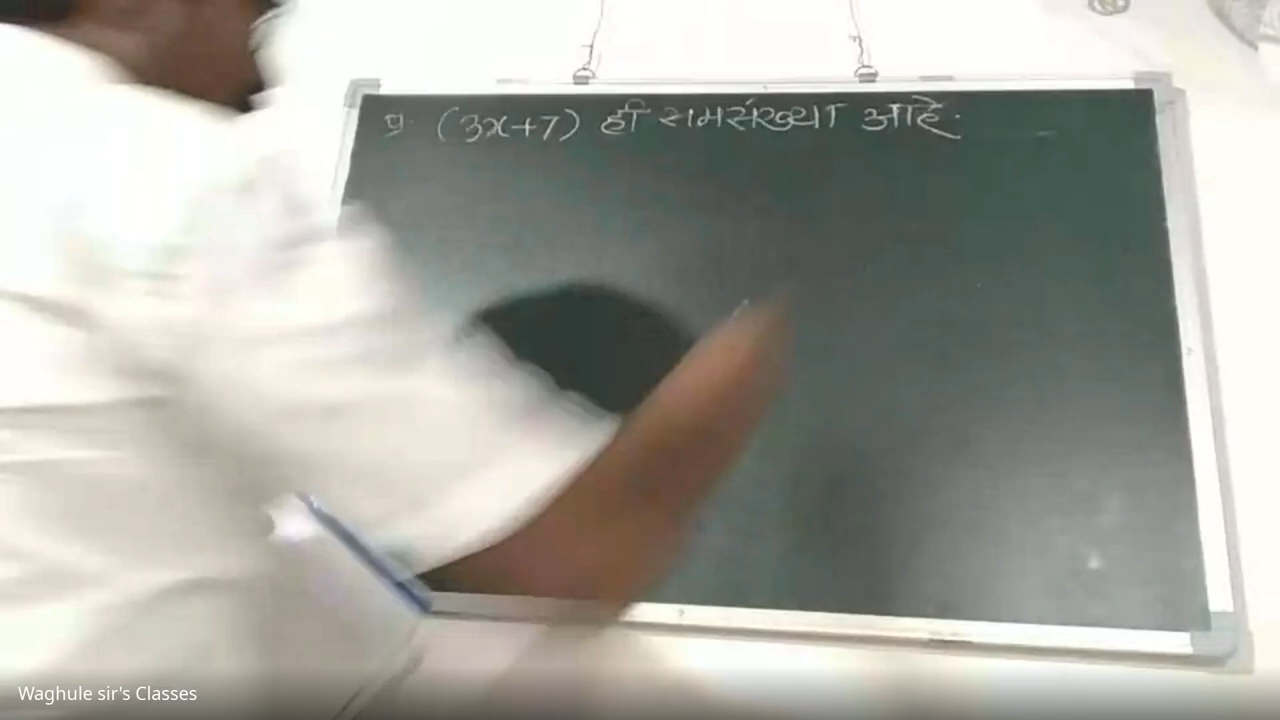 प्र. (3x+7) ही समसंख्या आहे.
Waghule sir's Classes